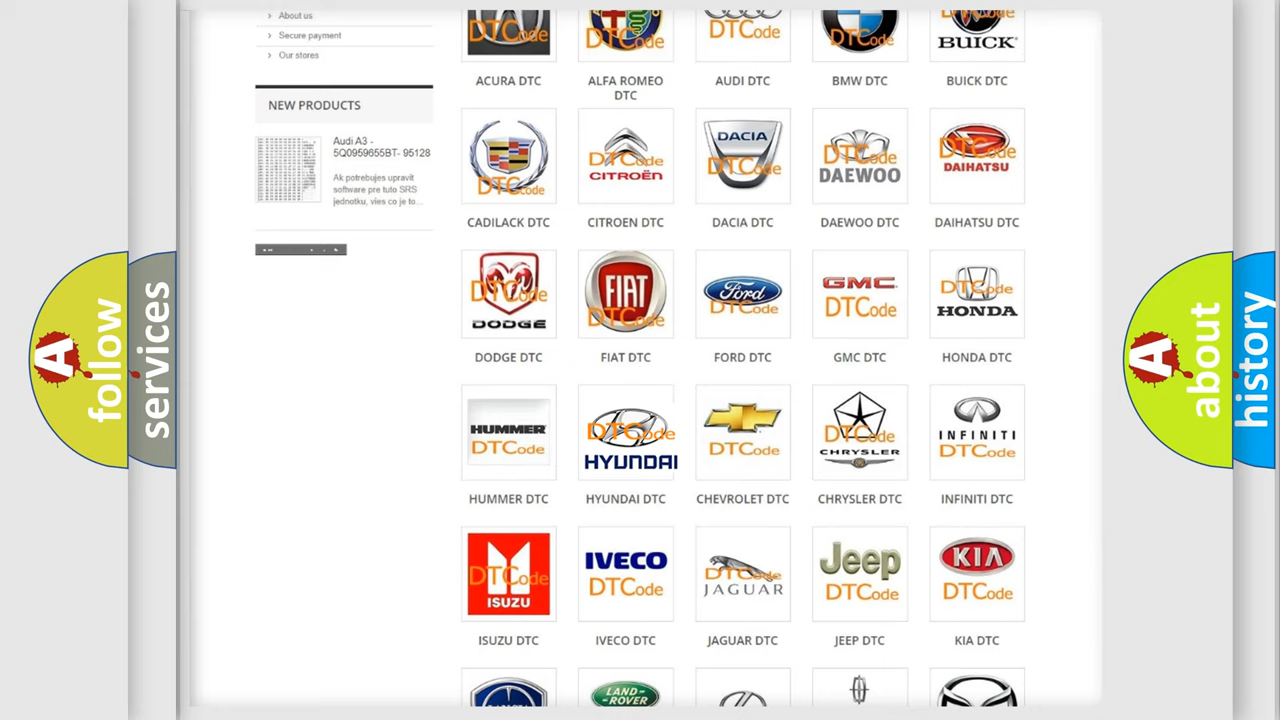 About us
Secure payment
Our stores
NEW PRODUCTS
Audi A3 -
5Q0959655BT- 95128
Ak potrebujes upravit
software pre tuto SRS
jednotku, vies co je to...
DTCode
DTCode
DTCode
DTCode
BUICK
ACURA DTC
ALFA ROMEO
DTC
AUDI DTC
BMW DTC
BUICK DTC
DTCode
DTCode
CITROËN
DACIA
DTCode
DTCode
DAEWOO
DTCode
DAIHATSU
CADILACK DTC
CITROEN DTC
DACIA DTC
DAEWOO DTC
DAIHATSU DTC
DTCode
DODGE
FIAT
DTCode
Ford
DTCode
GMC
DTCode
DTCode
HONDA
DODGE DTC
FIAT DTC
FORD DTC
GMC DTC
HONDA DTC
HUMMER
DTCode
DTCode
HYUNDAI
DTCode
DTCode
CHRYSLER
INFINITI
DTCode
HUMMER DTC
HYUNDAI DTC
CHEVROLET DTC
CHRYSLER DTC
INFINITI DTC
DTCode
ISUZU
IVECO
DTCode
DTCode
JAGUAR
Jeep
DTCode
KIA
DTCode
ISUZU DTC
IVECO DTC
JAGUAR DTC
JEEP DTC
KIA DTC
LAND-
ROVER
A
follow
services
A
about
history